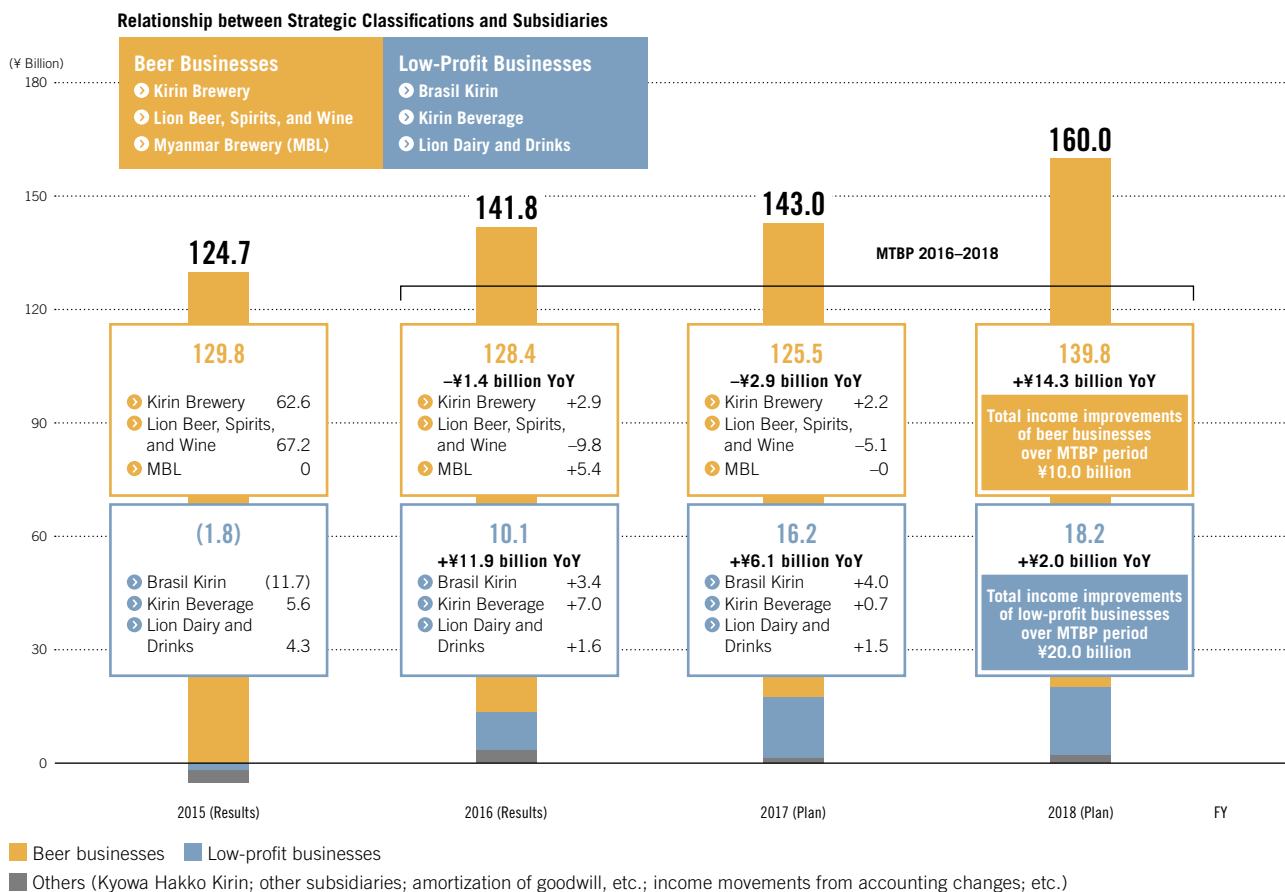 Relationship between Strategic Classifications and Subsidiaries
(¥ Billion)
Beer Businesses
Kirin Brewery
Lion Beer, Spirits, and Wine
Myanmar Brewery (MBL)
Low-Profit Businesses
Brasil Kirin
Kirin Beverage
Lion Dairy and Drinks
180
150
120
90
60
30
0
124.7
141.8
143.0
160.0
MTBP 2016–2018
129.8
Kirin Brewery 62.6
Lion Beer, Spirits,
and Wine 67.2
MBL 0
128.4
–¥1.4 billion YoY
Kirin Brewery +2.9
Lion Beer, Spirits,
and Wine –9.8
MBL +5.4
125.5
–¥2.9 billion YoY
Kirin Brewery +2.2
Lion Beer, Spirits,
and Wine –5.1
MBL –0
139.8
+¥14.3 billion YoY
Total income improvements
of beer businesses
over MTBP period
¥10.0 billion
(1.8)
Brasil Kirin (11.7)
Kirin Beverage 5.6
Lion Dairy and
Drinks 4.3
10.1
+¥11.9 billion YoY
Brasil Kirin +3.4
Kirin Beverage +7.0
Lion Dairy and
Drinks +1.6
16.2
+¥6.1 billion YoY
Brasil Kirin +4.0
Kirin Beverage +0.7
Lion Dairy and
Drinks +1.5
18.2
+¥2.0 billion YoY
Total income improvements
of low-profit businesses
over MTBP period
¥20.0 billion
2015 (Results)
2016 (Results)
2017 (Plan)
2018 (Plan)
FY
Beer businesses Low-profit businesses
Others (Kyowa Hakko Kirin; other subsidiaries; amortization of goodwill, etc.; income movements from accounting changes; etc.)